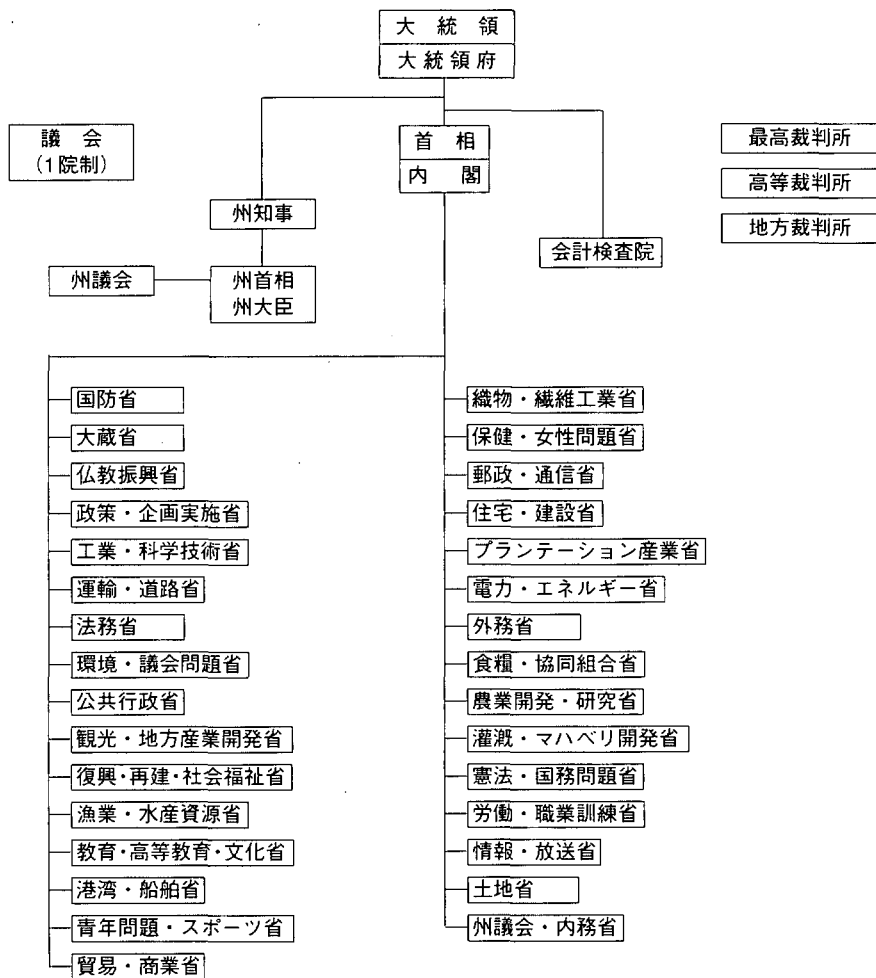 大統領
大統領府
議会
(1院制)
首相
内閣
最高裁判所
高等裁判所
地方裁判所
州知事
会計検査院
州議会
州首相
州大臣
国防省
大蔵省
仏教振興省
政策・企画実施省
工業・科学技術省
運輸・道路省
法務省
環境・議会問題省
公共行政省
観光・地方産業開発省
復興・再建・社会福祉省
漁業・水産資源省
教育・高等教育・文化省
港湾・船舶省
青年問題・スポーツ省
貿易・商業省
織物・繊維工業省
保健・女性問題省
郵政・通信省
住宅・建設省
プランテーション産業省
電力・エネルギー省
外務省
食糧・協同組合省
農業開発・研究省
灌漑・マハベリ開発省
憲法・国務問題省
労働・職業訓練省
情報・放送省
土地省
州議会・内務省